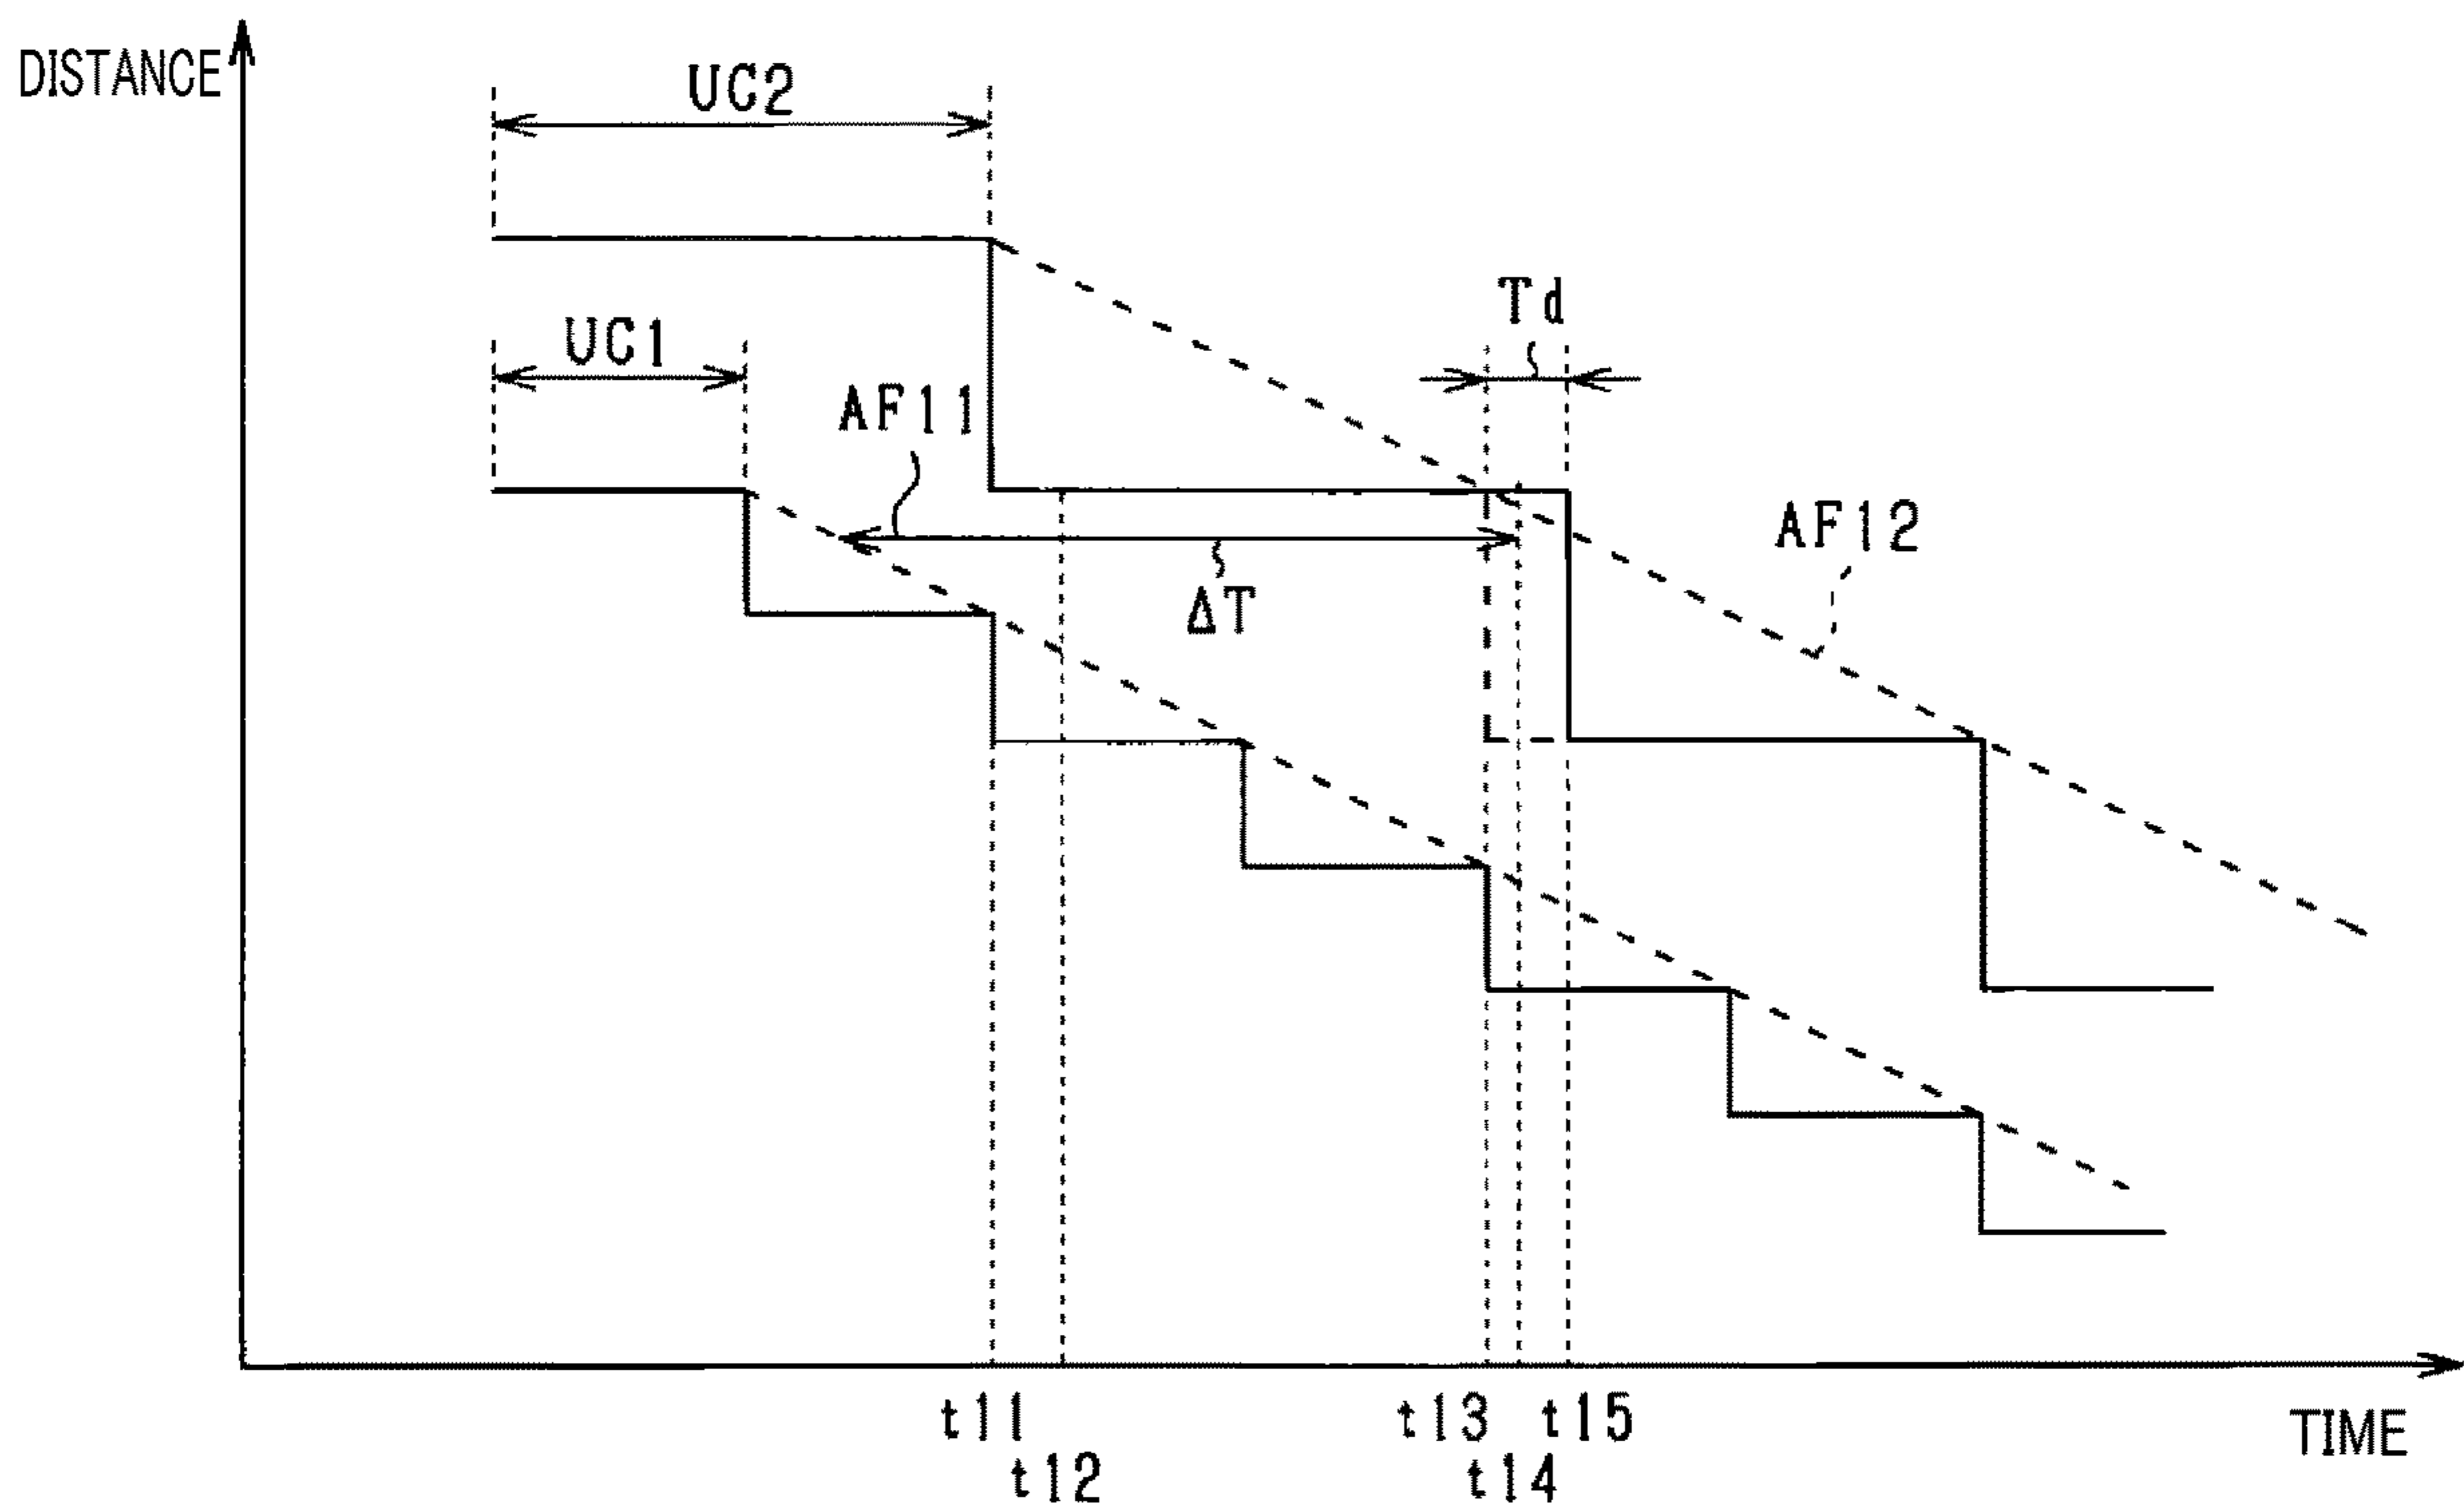 DISTANCE
UC2
UC1
Td
AF11
AF12
ΔT
t11
t13
t15
t12
t14
TIME